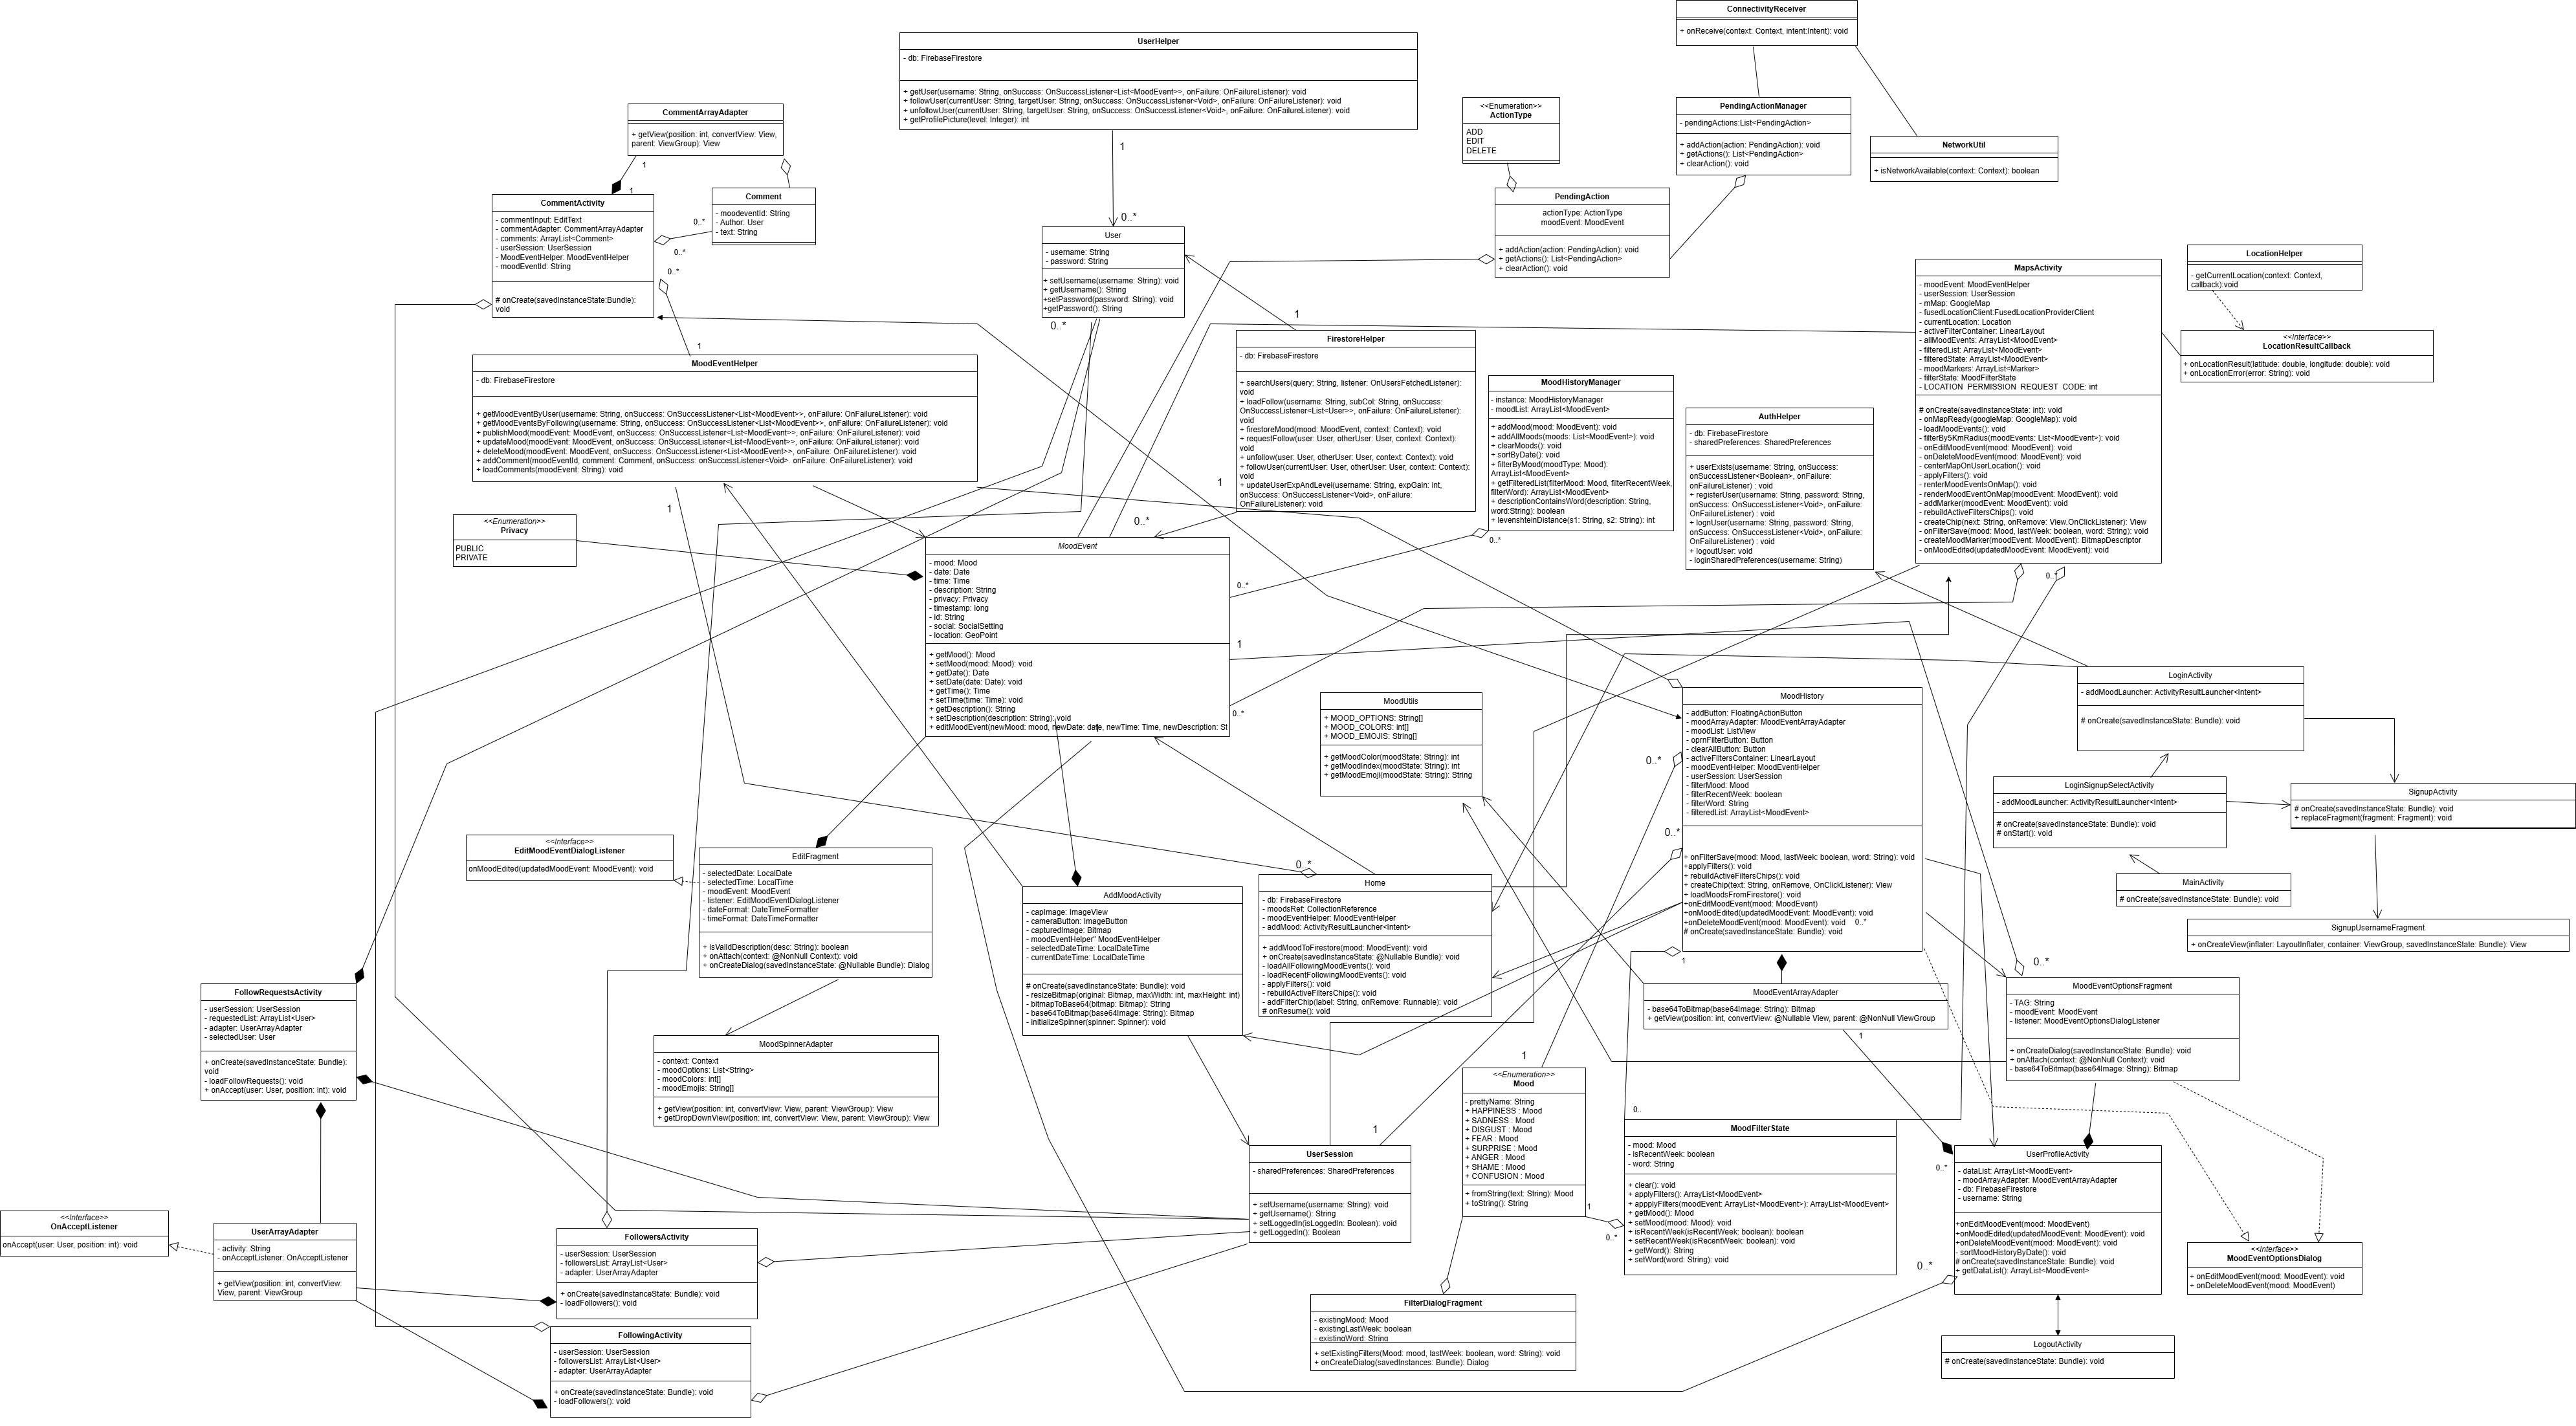 ConnectivityReceiver
+ onReceive(context: Context, intent:Intent): void
UserHelper
- db: FirebaseFirestore
+ getUser(username: String, onSuccess: OnSuccessListener<List<MoodEvent>>, onFailure: OnFailureListener): void
+ followUser(currentUser: String, targetUser: String, onSuccess: OnSuccessListener<Void>, onFailure: OnFailureListener): void
+ unfollowUser(currentUser: String, targetUser: String, onSuccess: OnSuccessListener<Void>, onFailure: OnFailureListener): void
+ getProfilePicture(level: Integer): int
1
0..*
CommentArrayAdapter
+ getView(position: int, convertView: View,
parent: ViewGroup): View
1
1
<<Enumeration>>
ActionType
ADD
EDIT
DELETE
PendingActionManager
- pendingActions:List<PendingAction>
+ addAction(action: PendingAction): void
+ getActions(): List<PendingAction>
+ clearAction(): void
NetworkUtil
+ isNetworkAvailable(context: Context): boolean
CommentActivity
- commentInput: EditText
- commentAdapter: CommentArrayAdapter
- comments: ArrayList<Comment>
- userSession: UserSession
- MoodEventHelper: MoodEventHelper
- moodEventId: String
# onCreate(savedInstanceState:Bundle):
void
0..*
0..*
0..*
1
Comment
- moodeventId: String
- Author: User
- text: String
PendingAction
actionType: ActionType
moodEvent: MoodEvent
+ addAction(action: PendingAction): void
+ getActions(): List<PendingAction>
+ clearAction(): void
User
- username: String
- password: String
+ setUsername(username: String): void
+ getUsername(): String
+setPassword(password: String): void
+getPassword(): String
0..*
1
LocationHelper
- getCurrentLocation(context: Context,
callback):void
<<Interface>>
LocationResultCallback
+ onLocationResult(latitude: double, longitude: double): void
+ onLocationError(error: String): void
MapsActivity
- moodEvent: MoodEventHelper
- userSession: UserSession
- mMap: GoogleMap
- fusedLocationClient:FusedLocationProviderClient
- currentLocation: Location
- activeFilterContainer: LinearLayout
- allMoodEvents: ArrayList<MoodEvent>
- filteredList: ArrayList<MoodEvent>
- filteredState: ArrayList<MoodEvent>
- moodMarkers: ArrayList<Marker>
- filterState: MoodFilterState
- LOCATION_PERMISSION_REQUEST_CODE: int
# onCreate(savedInstanceState: int): void
- onMapReady(googleMap: GoogleMap): void
- loadMoodEvents(): void
- filterBy5KmRadius(moodEvents: List<MoodEvent>): void
- onEditMoodEvent(mood: MoodEvent): void
- onDeleteMoodEvent(mood: MoodEvent): void
- centerMapOnUserLocation(): void
- applyFilters(): void
- renterMoodEventsOnMap(): void
- renderMoodEventOnMap(moodEvent: MoodEvent): void
- addMarker(moodEvent: MoodEvent): void
- rebuildActiveFiltersChips(): void
- createChip(next: String, onRemove: View.OnClickListener): View
- onFilterSave(mood: Mood, lastWeek: boolean, word: String): void
- createMoodMarker(moodEvent: MoodEvent): BitmapDescriptor
- onMoodEdited(updatedMoodEvent: MoodEvent): void
MoodEventHelper
- db: FirebaseFirestore
+ getMoodEventByUser(username: String, onSuccess: OnSuccessListener<List<MoodEvent>>, onFailure: OnFailureListener): void
+ getMoodEventsByFollowing(username: String, onSuccess: OnSuccessListener<List<MoodEvent>>, onFailure: OnFailureListener): void
+ publishMood(moodEvent: MoodEvent, onSuccess: onSuccessListener<List<MoodEvent>>, onFailure: OnFailureListener): void
+ updateMood(moodEvent: MoodEvent, onSuccess: onSuccessListener<List<MoodEvent>>, onFailure: OnFailureListener): void
+ deleteMood(moodEvent: MoodEvent, onSuccess: onSuccessListener<List<MoodEvent>>, onFailure: OnFailureListener): void
+ addComment(moodEventId, comment: Comment, onSuccess: onSuccessListener<Void>. onFailure: OnFailureListener): void
+ loadComments(moodEvent: String): void
1
FirestoreHelper
- db: FirebaseFirestore
+ searchUsers(query: String, listener: OnUsersFetchedListener):
void
+ loadFollow(username: String, subCol: String, onSuccess:
OnSuccessListener<List<User>>, onFailure: OnFailureListener):
void
+ firestoreMood(mood: MoodEvent, context: Context): void
+ requestFollow(user: User, otherUser: User, context: Context):
void
+ unfollow(user: User, otherUser: User, context: Context): void
+ followUser(currentUser: User, otherUser: User, context: Context):
void
+ updateUserExpAndLevel(username: String, expGain: int,
onSuccess: OnSuccessListener<Void>, onFailure:
OnFailureListener): void
1
0..*
MoodHistoryManager
- instance: MoodHistoryManager
- moodList: ArrayList<MoodEvent>
+ addMood(mood: MoodEvent): void
+ addAllMoods(moods: List<MoodEvent>): void
+ clearMoods(): void
+ sortByDate(): void
+ filterByMood(moodType: Mood):
ArrayList<MoodEvent>
+ getFilteredList(filterMood: Mood, filterRecentWeek,
filterWord): ArrayList<MoodEvent>
+ descriptionContainsWord(description: String,
word:String): boolean
+ levenshteinDistance(s1: String, s2: String): int
0..*
AuthHelper
- db: FirebaseFirestore
- sharedPreferences: SharedPreferences
+ userExists(username: String, onSuccess:
OnSuccessListener<Boolean>, onFailure:
onFailureListener) : void
+ registerUser(username: String, password: String,
onSuccess: OnSuccessListener<Void>, onFailure:
OnFailureListener) : void
+ lognUser(username: String, password: String,
onSuccess: OnSuccessListener<Void>, onFailure:
OnFailureListener) : void
+ logoutUser: void
- loginSharedPreferences(username: String)
0..1
<<Enumeration>>
Privacy
PUBLIC
PRIVATE
MoodEvent
- mood: Mood
- date: Date
- time: Time
- description: String
- privacy: Privacy
- timestamp: long
- id: String
- social: SocialSetting
- location: GeoPoint
+ getMood(): Mood
+ setMood(mood: Mood): void
+ getDate(): Date
+ setDate(date: Date): void
+ getTime(): Time
+ setTime(time: Time): void
+ getDescription(): String
+ setDescription(description: String): void
+ editMoodEvent(newMood: mood, newDate: date, newTime: Time, newDescription: St
1
0..*
1
0..*
MoodUtils
+ MOOD_OPTIONS: String[]
+ MOOD_COLORS: int[]
+ MOOD_EMOJIS: String[]
+ getMoodColor(moodState: String): int
+ getMoodIndex(moodState: String): int
+ getMoodEmoji(moodState: String): String
MoodHistory
- addButton: FloatingActionButton
- moodArrayAdapter: MoodEventArrayAdapter
- moodList: ListView
- oprnFilterButton: Button
- clearAllButton: Button
- activeFiltersContainer: LinearLayout
- moodEventHelper: MoodEventHelper
- userSession: UserSession
- filterMood: Mood
- filterRecentWeek: boolean
- filterWord: String
- filteredList: ArrayList<MoodEvent>
+ onFilterSave(mood: Mood, lastWeek: boolean, word: String): void
+applyFilters(): void
+ rebuildActiveFiltersChips(): void
+ createChip(text: String, onRemove, OnClickListener): View
+ loadMoodsFromFirestore(): void
+onEditMoodEvent(mood: MoodEvent)
+onMoodEdited(updatedMoodEvent: MoodEvent): void
+onDeleteMoodEvent(mood: MoodEvent): void
0..*
# onCreate(savedInstanceState: Bundle): void
0..*
0..*
1
LoginActivity
- addMoodLauncher: ActivityResultLauncher<Intent>
# onCreate(savedInstanceState: Bundle): void
LoginSignupSelectActivity
- addMoodLauncher: ActivityResultLauncher<Intent>
# onCreate(savedInstanceState: Bundle): void
# onStart(): void
SignupActivity
# onCreate(savedInstanceState: Bundle): void
+ replaceFragment(fragment: Fragment): void
MainActivity
# onCreate(savedInstanceState: Bundle): void
SignupUsernameFragment
+ onCreateView(inflater: LayoutInflater, container: ViewGroup, savedInstanceState: Bundle): View
<<Interface>>
EditMoodEventDialogListener
onMoodEdited(updatedMoodEvent: MoodEvent): void
EditFragment
- selectedDate: LocalDate
- selectedTime: LocalTime
- moodEvent: MoodEvent
- listener: EditMoodEventDialogListener
- dateFormat: DateTimeFormatter
- timeFormat: DateTimeFormatter
+ isValidDescription(desc: String): boolean
+ onAttach(context: @NonNull Context): void
+ onCreateDialog(savedInstanceState: @Nullable Bundle): Dialog
AddMoodActivity
- capImage: ImageView
- cameraButton: ImageButton
- capturedImage: Bitmap
- moodEventHelper" MoodEventHelper
- selectedDateTime: LocalDateTime
- currentDateTime: LocalDateTime
# onCreate(savedInstanceState: Bundle): void
- resizeBitmap(original: Bitmap, maxWidth: int, maxHeight: int)
- bitmapToBase64(bitmap: Bitmap): String
- base64ToBitmap(base64Image: String): Bitmap
- initializeSpinner(spinner: Spinner): void
0..*
Home
- db: FirebaseFirestore
- moodsRef: CollectionReference
- moodEventHelper: MoodEventHelper
- addMood: ActivityResultLauncher<Intent>
+ addMoodToFirestore(mood: MoodEvent): void
+ onCreate(savedInstanceState: @Nullable Bundle): void
- loadAllFollowingMoodEvents(): void
- loadRecentFollowingMoodEvents(): void
- applyFilters(): void
- rebuildActiveFiltersChips(): void
- addFilterChip(label: String, onRemove: Runnable): void
# onResume(): void
MoodEventArrayAdapter
- base64ToBitmap(base64Image: String): Bitmap
+ getView(position: int, convertView: @Nullable View, parent: @NonNull ViewGroup
1
0..*
0..*
MoodEventOptionsFragment
- TAG: String
- moodEvent: MoodEvent
- listener: MoodEventOptionsDialogListener
+ onCreateDialog(savedInstanceState: Bundle): void
+ onAttach(context: @NonNull Context): void
- base64ToBitmap(base64Image: String): Bitmap
FollowRequestsActivity
- userSession: UserSession
- requestedList: ArrayList<User>
- adapter: UserArrayAdapter
- selectedUser: User
+ onCreate(savedInstanceState: Bundle):
void
- loadFollowRequests(): void
+ onAccept(user: User, position: int): void
MoodSpinnerAdapter
- context: Context
- moodOptions: List<String>
- moodColors: int[]
- moodEmojis: String[]
+ getView(position: int, convertView: View, parent: ViewGroup): View
+ getDropDownView(position: int, convertView: View, parent: ViewGroup): View
1
<<Enumeration>>
Mood
- prettyName: String
+ HAPPINESS : Mood
+ SADNESS : Mood
+ DISGUST : Mood
+ FEAR : Mood
+ SURPRISE : Mood
+ ANGER : Mood
+ SHAME : Mood
+ CONFUSION : Mood
+ fromString(text: String): Mood
+ toString(): String
1
0..*
0..
MoodFilterState
- mood: Mood
- isRecentWeek: boolean
- word: String
+ clear(): void
+ applyFilters(): ArrayList<MoodEvent>
+ appplyFilters(moodEvent: ArrayList<MoodEvent>): ArrayList<MoodEvent>
+ getMood(): Mood
+ setMood(mood: Mood): void
+ isRecentWeek(isRecentWeek: boolean): boolean
+ setRecentWeek(isRecentWeek: boolean): void
+ getWord(): String
+ setWord(word: String): void
1
UserSession
- sharedPreferences: SharedPreferences
+ setUsername(username: String): void
+ getUsername(): String
+ setLoggedIn(isLoggedIn: Boolean): void
+ getLoggedIn(): Boolean
UserProfileActivity
- dataList: ArrayList<MoodEvent>
- moodArrayAdapter: MoodEventArrayAdapter
- db: FirebaseFirestore
- username: String
+onEditMoodEvent(mood: MoodEvent)
+onMoodEdited(updatedMoodEvent: MoodEvent): void
+onDeleteMoodEvent(mood: MoodEvent): void
- sortMoodHistoryByDate(): void
# onCreate(savedInstanceState: Bundle): void
+ getDataList(): ArrayList<MoodEvent>
0..*
<<Interface>>
MoodEventOptionsDialog
+ onEditMoodEvent(mood: MoodEvent): void
+ onDeleteMoodEvent(mood: MoodEvent)
<<Interface>>
OnAcceptListener
onAccept(user: User, position: int): void
UserArrayAdapter
- activity: String
- onAcceptListener: OnAcceptListener
+ getView(position: int, convertView:
View, parent: ViewGroup
FollowersActivity
- userSession: UserSession
- followersList: ArrayList<User>
- adapter: UserArrayAdapter
+ onCreate(savedInstanceState: Bundle): void
- loadFollowers(): void
FollowingActivity
- userSession: UserSession
- followersList: ArrayList<User>
- adapter: UserArrayAdapter
+ onCreate(savedInstanceState: Bundle): void
- loadFollowers(): void
FilterDialogFragment
- existingMood: Mood
- existingLastWeek: boolean
- existingWord: String
+ setExistingFilters(Mood: mood, lastWeek: boolean, word: String): void
+ onCreateDialog(savedInstances: Bundle): Dialog
LogoutActivity
# onCreate(savedInstanceState: Bundle): void